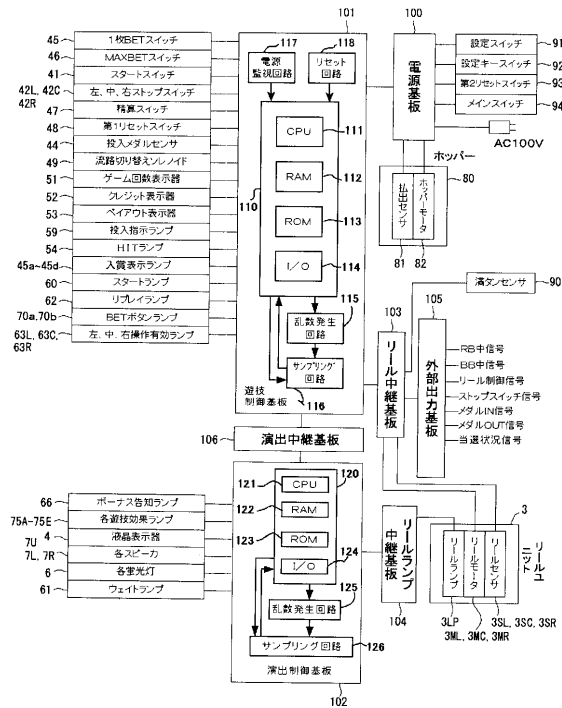 45 1枚BETスイッチ
46 MAXBETスイッチ
41 スタートスイッチ
42L, 42C 左、中、右ストップスイッチ
42R
47 精算スイッチ
48 第1リセットスイッチ
44 投入メダルセンサ
49 流路切り替えソレノイド
51 ゲーム回数表示器
52 クレジット表示器
53 ペイアウト表示器
59 投入指示ランプ
54 HITランプ
45a~45d 入賞表示ランプ
60 スタートランプ
62 リプレイランプ
70a,70b BETボタンランプ
63L, 63C, 左、中、右操作有効ランプ
63R
101
117 118
電源監視回路
リセット回路
110
CPU 111
RAM 112
ROM 113
I/O 114
115
乱数発生回路
サンプリング回路
116
遊技制御基板
106 演出中継基板
100
電源基板
設定スイッチ 91
設定キースイッチ 92
第2リセットスイッチ 93
メインスイッチ 94
AC100V
ホッパー
80
払出センサ
ホッパーモータ
81 82
満タンセンサ 90
103 105
リール中継基板
外部出力基板
RB中信号
BB中信号
リール制御信号
ストップスイッチ信号
メダルIN信号
メダルOUT信号
当選状況信号
66 ボーナス告知ランプ
75A~75E 各遊技効果ランプ
4 液晶表示器
7U
7L, 7R 各スピーカ
6 各蛍光灯
61 ウェイトランプ
120
121 CPU
122 RAM
123 ROM
I/O 124
125
乱数発生回路
サンプリング回路 126
演出制御基板
102
リールランプ中継基板
104
3
リールユニット
リールランプ
リールモータ
リールセンサ
3LP 3SL, 3SC, 3SR
3ML, 3MC, 3MR